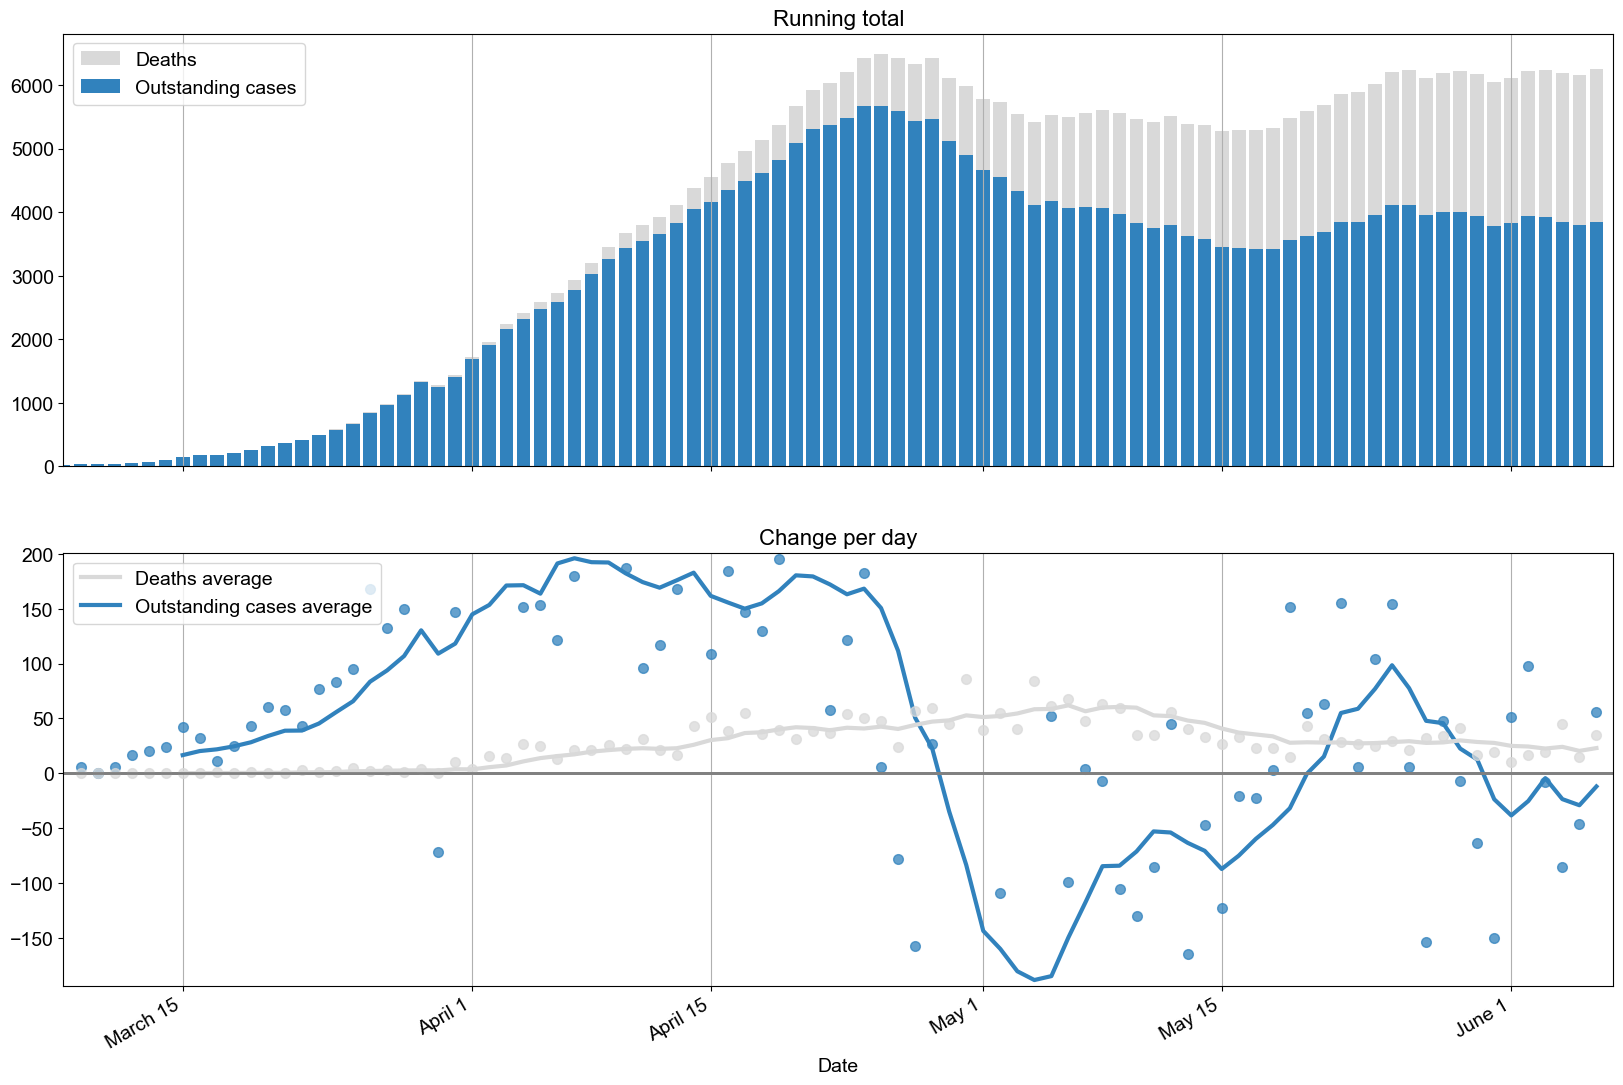 Running total
Deaths
Outstanding cases
6000
5000
4000
3000
2000
1000
0
Change per day
Deaths average
Outstanding cases average
200
150
100
50
0
−50
−100
−150
March 15
April 1
April 15
May 1
May 15
June 1
Date